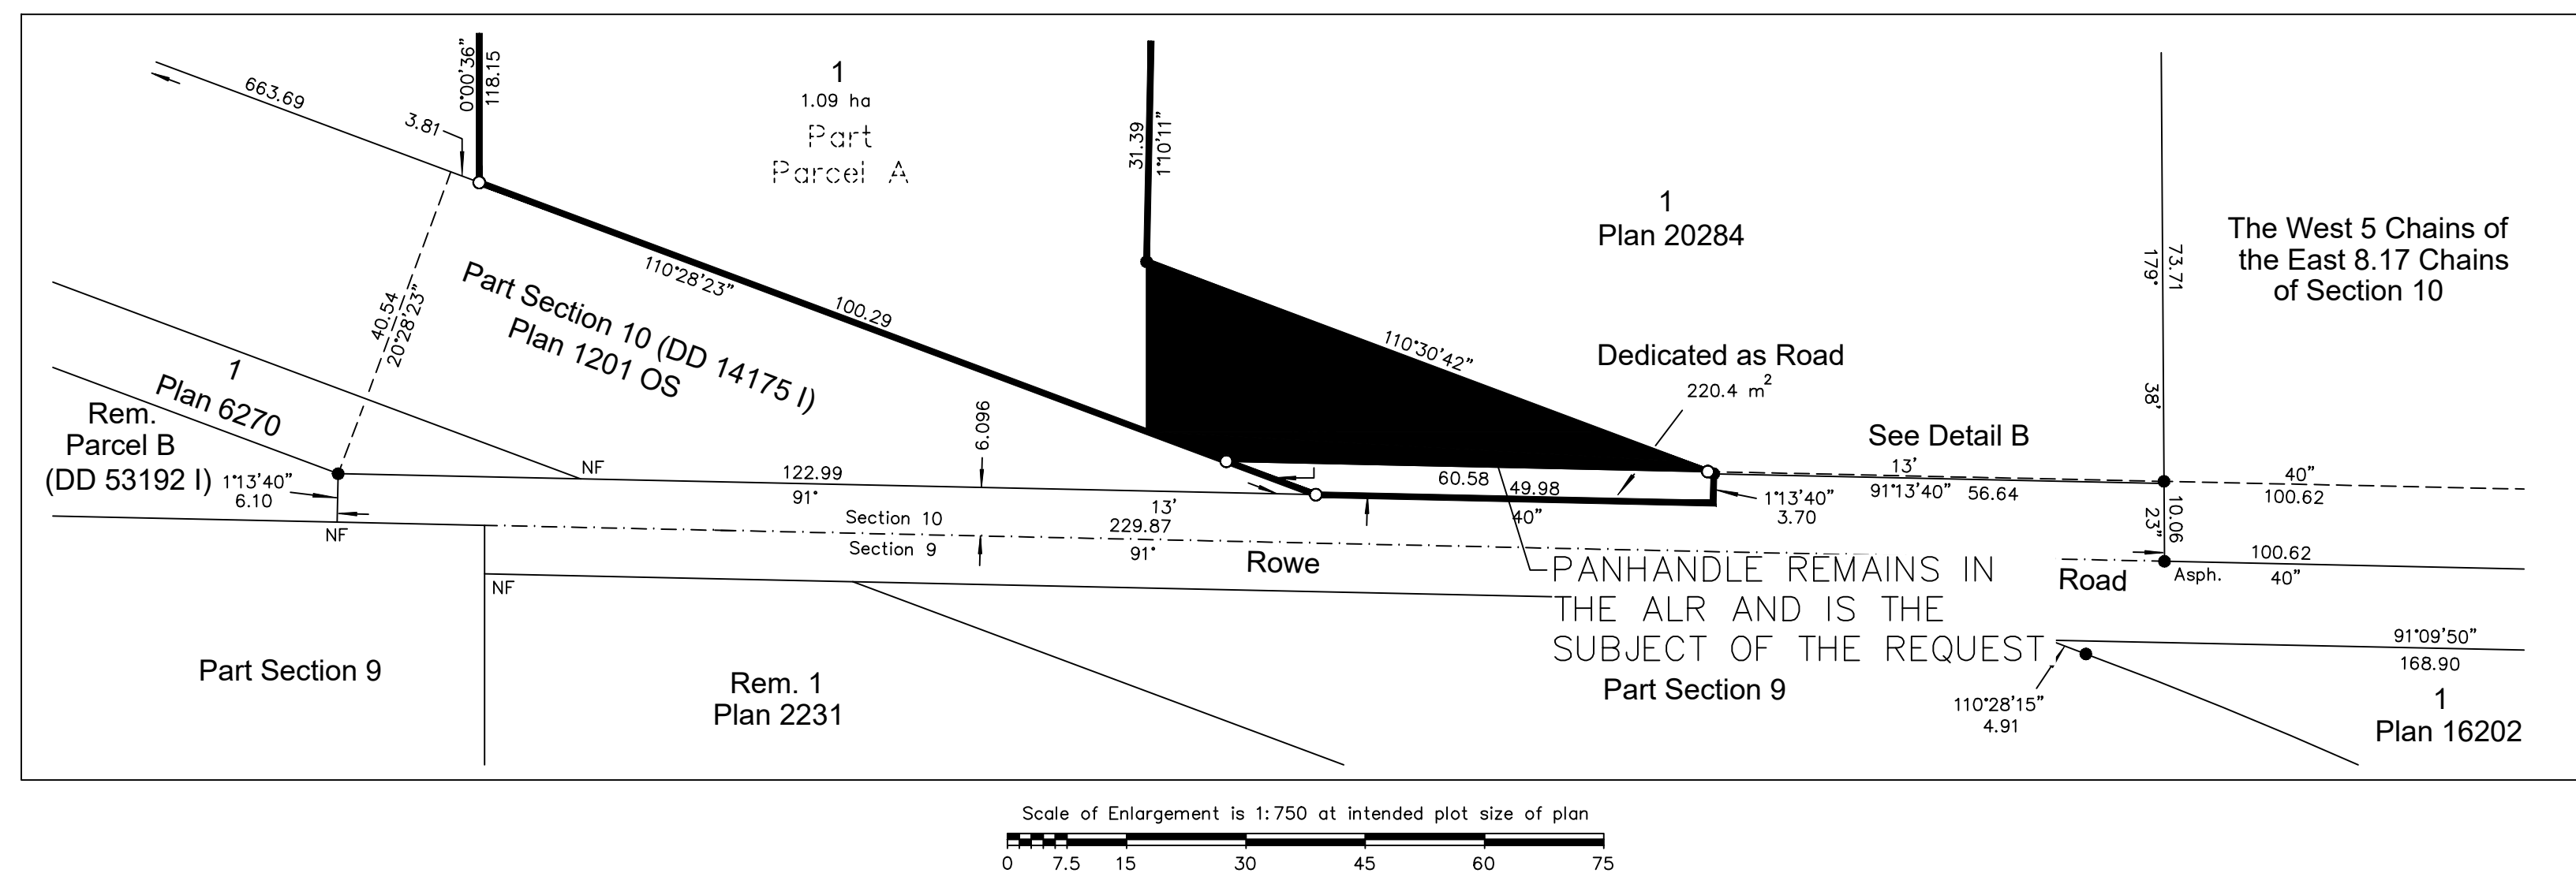 0°00'36"
118.15
663.69
3.81
1
1.09 ha
Part
Parcel A
31.39
1°10'11"
1
Plan 20284
The West 5 Chains of
the East 8.17 Chains
of Section 10
73.71
179°
38'
10.06
23"
110°28'23"
100.29
Part Section 10 (DD 14175 I)
Plan 1201 OS
40.54
20°28'23"
110°30'42"
Dedicated as Road
220.4 m2
1
Plan 6270
Rem.
Parcel B
(DD 53192 I)
1°13'40"
6.10
NF
NF
6.096
122.99
91°
13'
229.87
91°
Section 10
Section 9
60.58
49.98
40"
1°13'40"
3.70
See Detail B
13'
91°13'40"
56.64
40"
100.62
100.62
40"
Asph.
Rowe
Road
NF
PANHANDLE REMAINS IN
THE ALR AND IS THE
SUBJECT OF THE REQUEST.
Part Section 9
Rem. 1
Plan 2231
Part Section 9
91°09'50"
168.90
110°28'15"
4.91
1
Plan 16202
Scale of Enlargement is 1:750 at intended plot size of plan
0 7.5 15 30 45 60 75